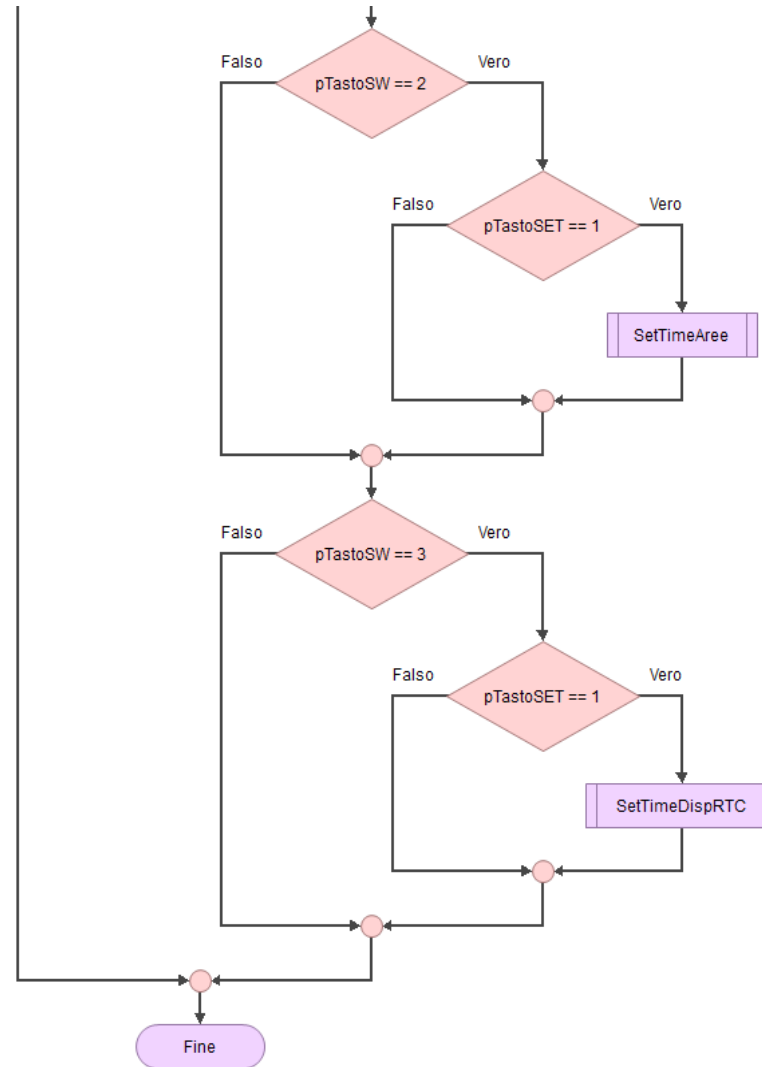 Falso
Vero
pTastoSW == 2
Falso
Vero
pTastoSET == 1
SetTimeAree
Falso
Vero
pTastoSW == 3
Falso
Vero
pTastoSET == 1
SetTimeDispRTC
Fine